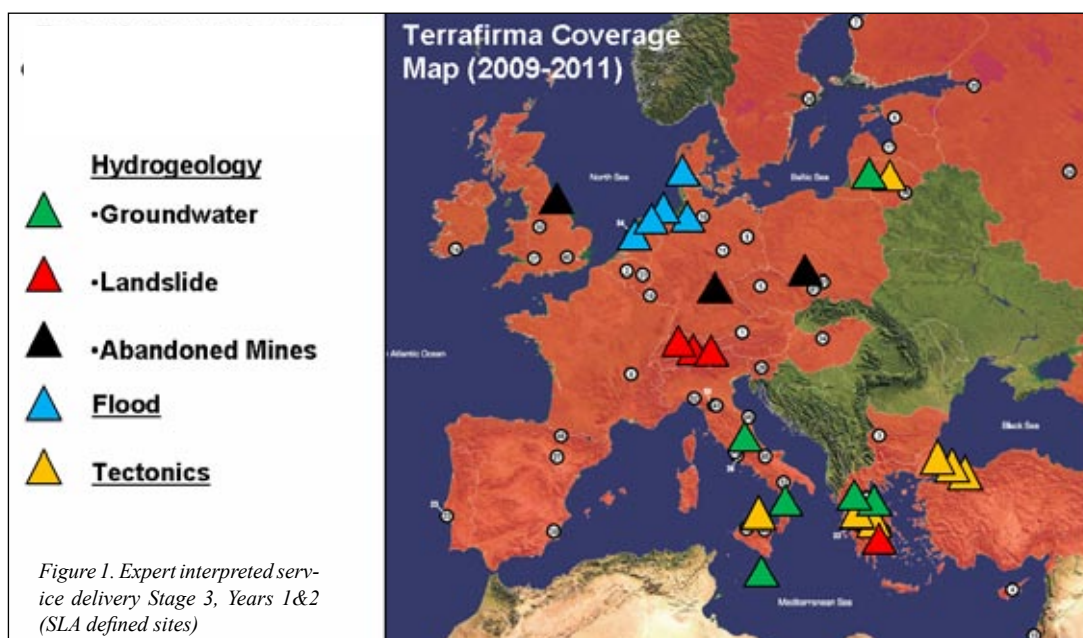 Terrafirma Coverage
Map (2009-2011)
Hydrogeology
•Groundwater
•Landslide
•Abandoned Mines
Flood
Tectonics
Figure 1. Expert interpreted serv-
ice delivery Stage 3, Years 1&2
(SLA defined sites)
North Sea
Baltic Sea
Atlantic Ocean
Black Sea
Mediterranean Sea